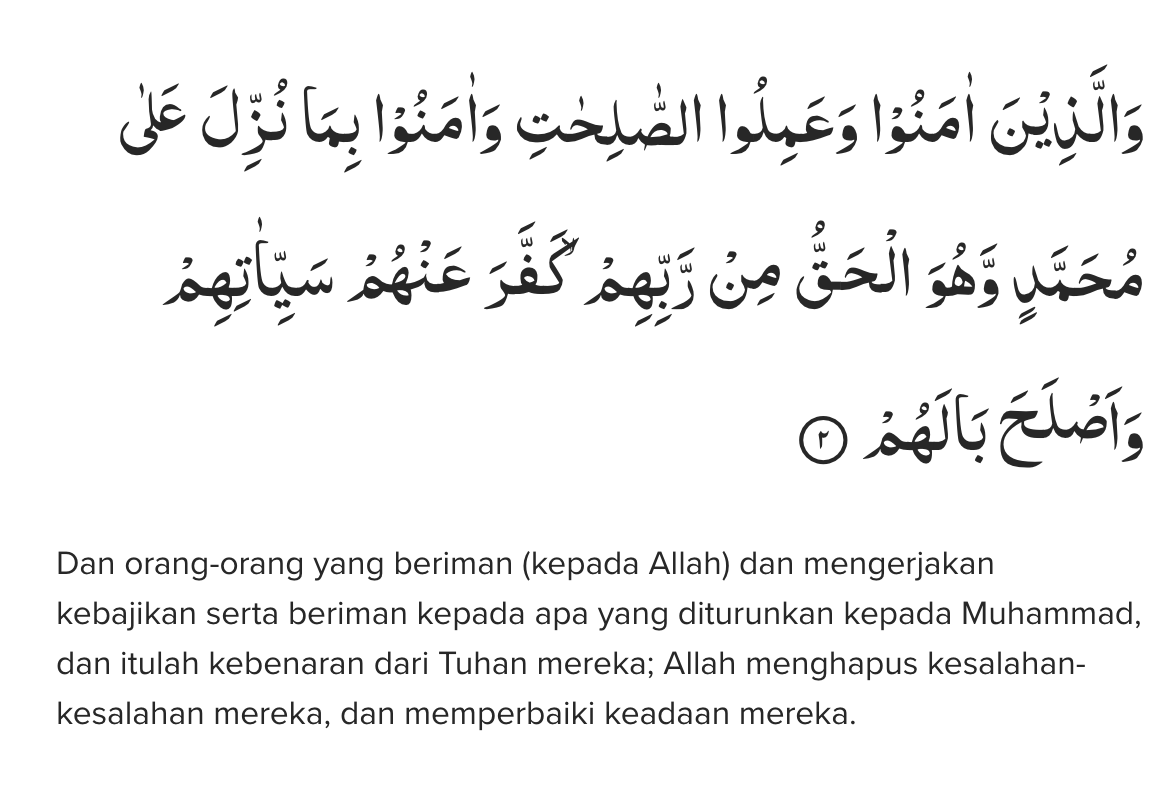 وَالَّذِيْنَ اٰمَنُوْا وَعَمِلُوا الصّٰلِحٰتِ وَاٰمَنُوْا بِمَا نُزِّلَ عَلٰى
مُحَمَّدٍ وَّهُوَ الْحَقُّ مِنْ رَّبِّهِمْ ۙ كَفَّرَ عَنْهُمْ سَيِّاٰتِهِمْ
وَاَصْلَحَ بَالَهُمْ ٢
Dan orang-orang yang beriman (kepada Allah) dan mengerjakan
kebajikan serta beriman kepada apa yang diturunkan kepada Muhammad,
dan itulah kebenaran dari Tuhan mereka; Allah menghapus kesalahan-
kesalahan mereka, dan memperbaiki keadaan mereka.